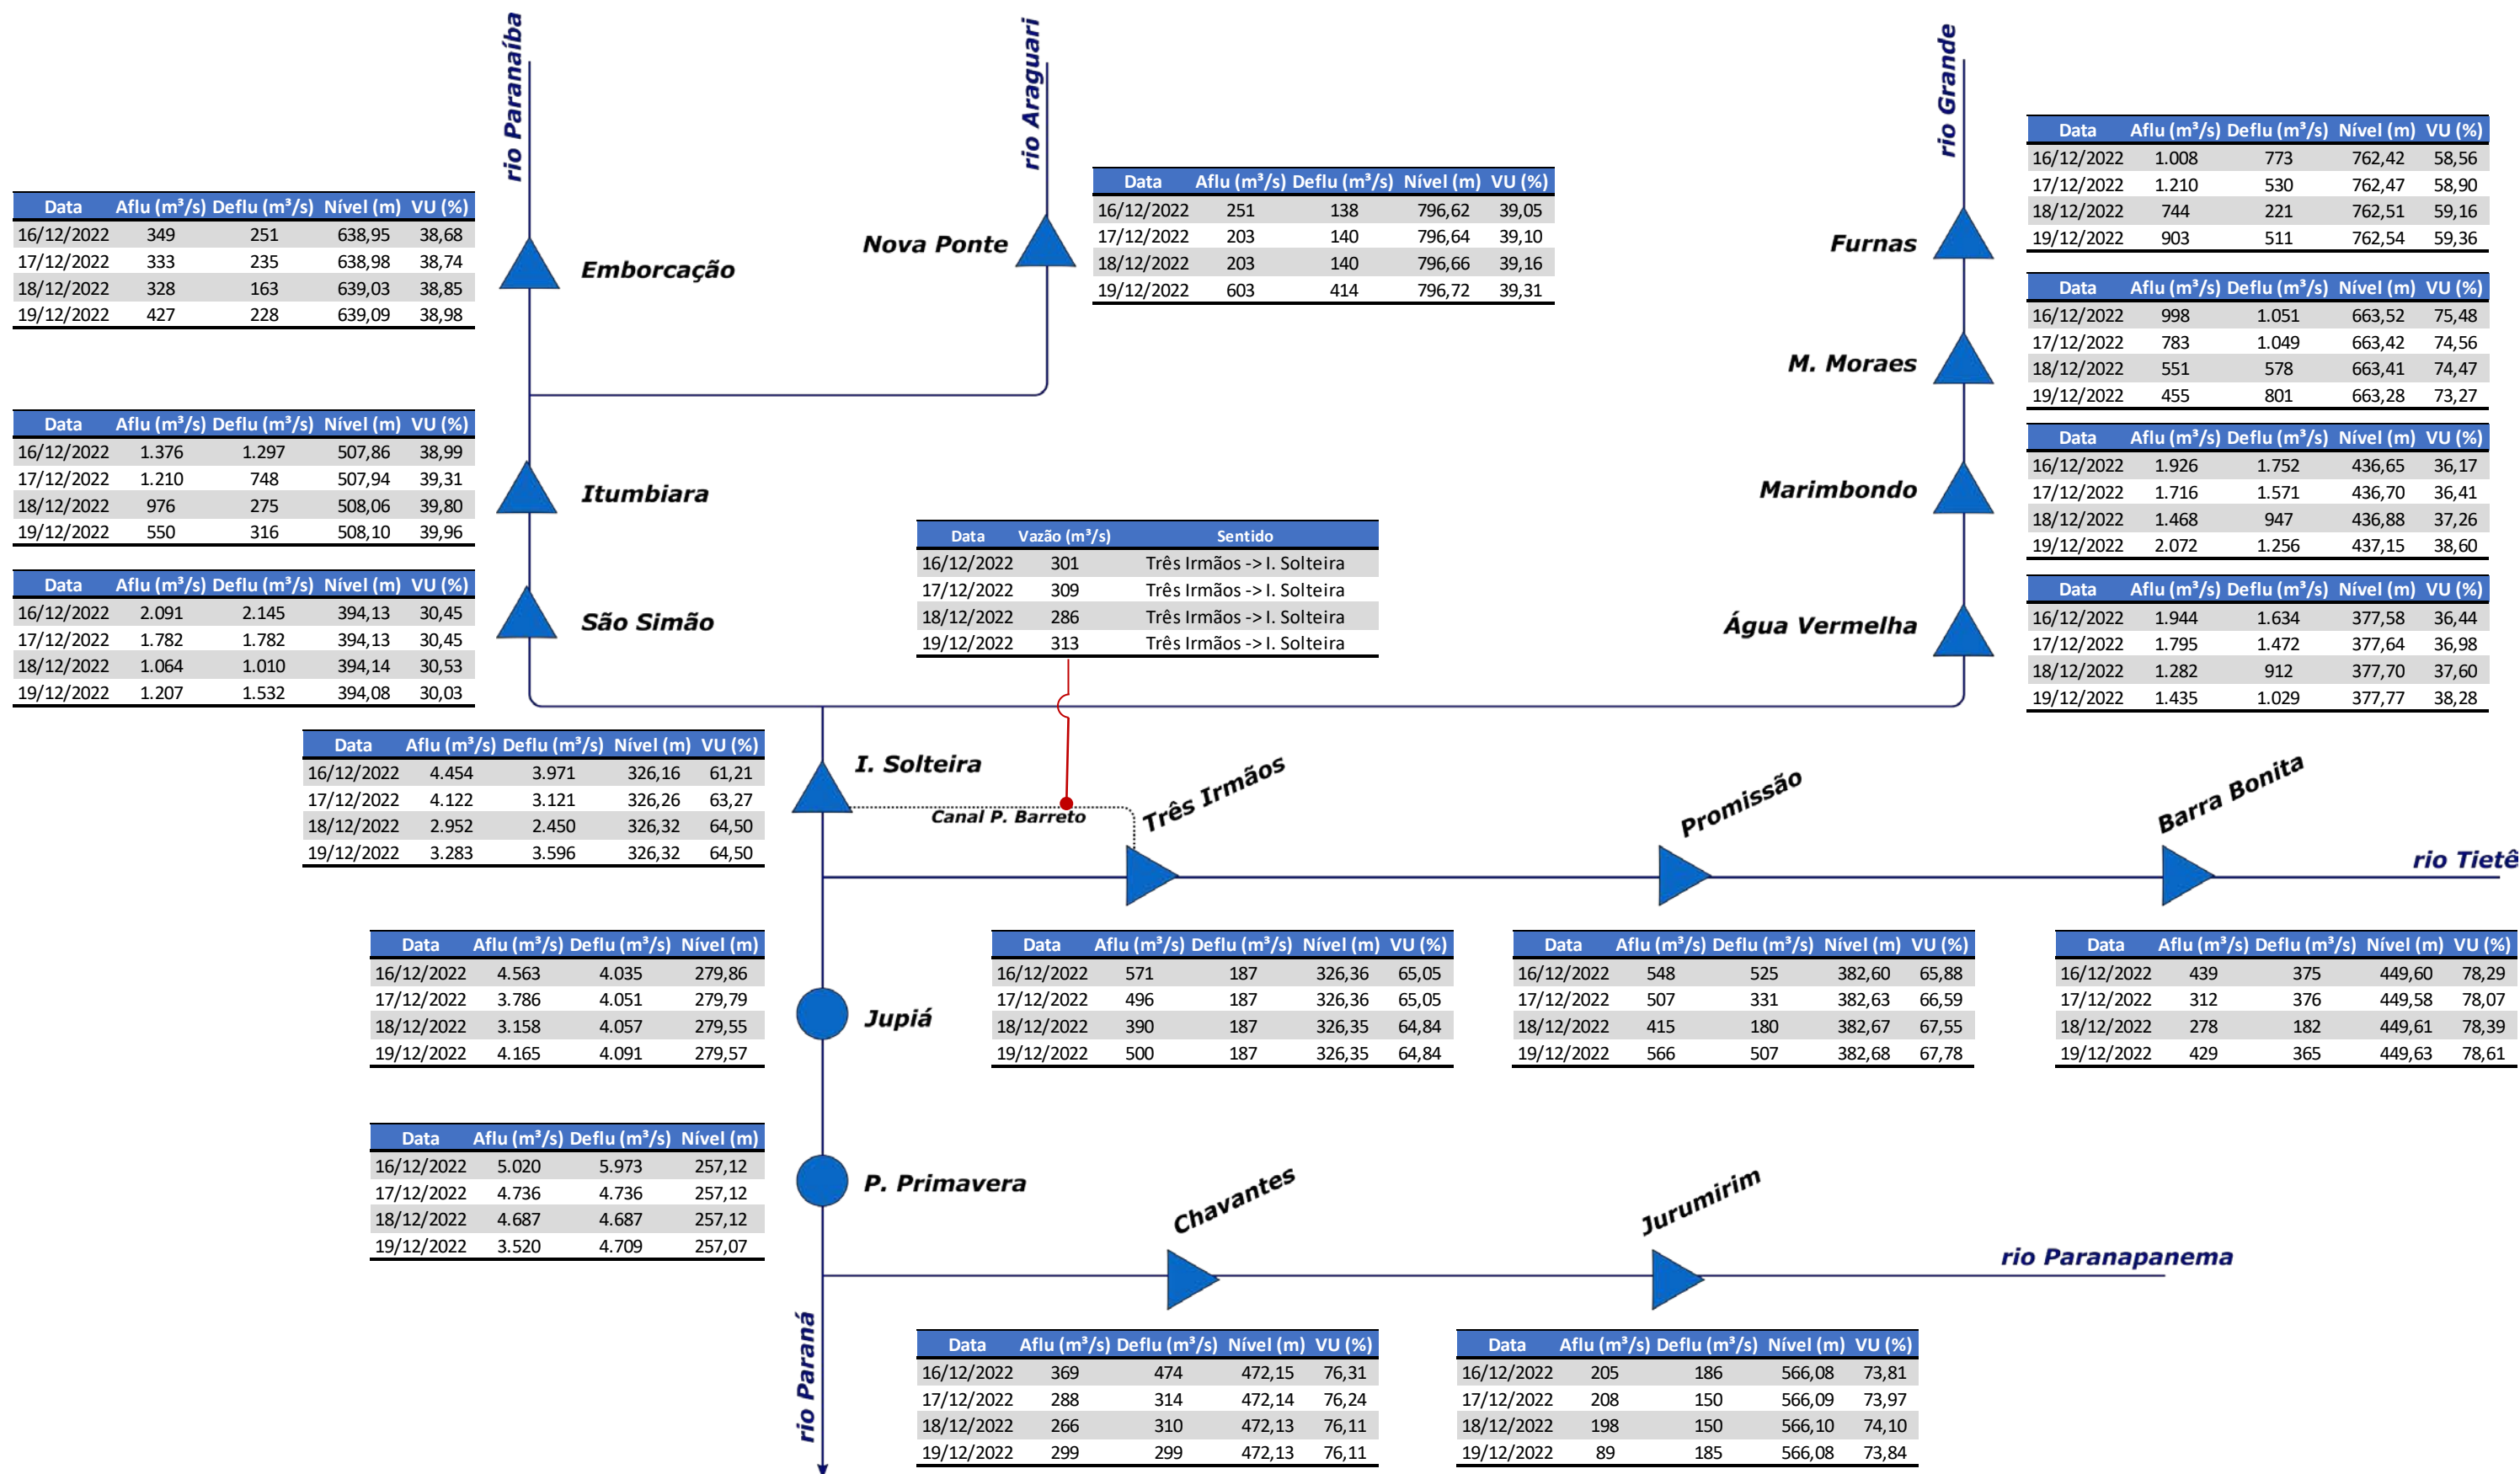 rio Paranaíba
rio Araguari
rio Grande
Data Aflu (m³/s) Deflu (m³/s) Nível (m) VU (%)
16/12/2022 349 251 638,95 38,68
17/12/2022 333 235 638,98 38,74
18/12/2022 328 163 639,03 38,85
19/12/2022 427 228 639,09 38,98
Emborcação
Nova Ponte
Data Aflu (m³/s) Deflu (m³/s) Nível (m) VU (%)
16/12/2022 251 138 796,62 39,05
17/12/2022 203 140 796,64 39,10
18/12/2022 203 140 796,66 39,16
19/12/2022 603 414 796,72 39,31
Furnas
Data Aflu (m³/s) Deflu (m³/s) Nível (m) VU (%)
16/12/2022 1.008 773 762,42 58,56
17/12/2022 1.210 530 762,47 58,90
18/12/2022 744 221 762,51 59,16
19/12/2022 903 511 762,54 59,36
M. Moraes
Data Aflu (m³/s) Deflu (m³/s) Nível (m) VU (%)
16/12/2022 998 1.051 663,52 75,48
17/12/2022 783 1.049 663,42 74,56
18/12/2022 551 578 663,41 74,47
19/12/2022 455 801 663,28 73,27
Data Aflu (m³/s) Deflu (m³/s) Nível (m) VU (%)
16/12/2022 1.376 1.297 507,86 38,99
17/12/2022 1.210 748 507,94 39,31
18/12/2022 976 275 508,06 39,80
19/12/2022 550 316 508,10 39,96
Itumbiara
Marimbondo
Data Aflu (m³/s) Deflu (m³/s) Nível (m) VU (%)
16/12/2022 1.926 1.752 436,65 36,17
17/12/2022 1.716 1.571 436,70 36,41
18/12/2022 1.468 947 436,88 37,26
19/12/2022 2.072 1.256 437,15 38,60
Data Aflu (m³/s) Deflu (m³/s) Nível (m) VU (%)
16/12/2022 2.091 2.145 394,13 30,45
17/12/2022 1.782 1.782 394,13 30,45
18/12/2022 1.064 1.010 394,14 30,53
19/12/2022 1.207 1.532 394,08 30,03
São Simão
Data Vazão (m³/s) Sentido
16/12/2022 301 Três Irmãos -> I. Solteira
17/12/2022 309 Três Irmãos -> I. Solteira
18/12/2022 286 Três Irmãos -> I. Solteira
19/12/2022 313 Três Irmãos -> I. Solteira
Água Vermelha
Data Aflu (m³/s) Deflu (m³/s) Nível (m) VU (%)
16/12/2022 1.944 1.634 377,58 36,44
17/12/2022 1.795 1.472 377,64 36,98
18/12/2022 1.282 912 377,70 37,60
19/12/2022 1.435 1.029 377,77 38,28
Data Aflu (m³/s) Deflu (m³/s) Nível (m) VU (%)
16/12/2022 4.454 3.971 326,16 61,21
17/12/2022 4.122 3.121 326,26 63,27
18/12/2022 2.952 2.450 326,32 64,50
19/12/2022 3.283 3.596 326,32 64,50
I. Solteira
Canal P. Barreto
Três Irmãos
Promissão
Barra Bonita
rio Tietê
Data Aflu (m³/s) Deflu (m³/s) Nível (m)
16/12/2022 4.563 4.035 279,86
17/12/2022 3.786 4.051 279,79
18/12/2022 3.158 4.057 279,55
19/12/2022 4.165 4.091 279,57
Jupiá
Data Aflu (m³/s) Deflu (m³/s) Nível (m) VU (%)
16/12/2022 571 187 326,36 65,05
17/12/2022 496 187 326,36 65,05
18/12/2022 390 187 326,35 64,84
19/12/2022 500 187 326,35 64,84
Data Aflu (m³/s) Deflu (m³/s) Nível (m) VU (%)
16/12/2022 548 525 382,60 65,88
17/12/2022 507 331 382,63 66,59
18/12/2022 415 180 382,67 67,55
19/12/2022 566 507 382,68 67,78
Data Aflu (m³/s) Deflu (m³/s) Nível (m) VU (%)
16/12/2022 439 375 449,60 78,29
17/12/2022 312 376 449,58 78,07
18/12/2022 278 182 449,61 78,39
19/12/2022 429 365 449,63 78,61
Data Aflu (m³/s) Deflu (m³/s) Nível (m)
16/12/2022 5.020 5.973 257,12
17/12/2022 4.736 4.736 257,12
18/12/2022 4.687 4.687 257,12
19/12/2022 3.520 4.709 257,07
P. Primavera
Chavantes
Jurumirim
rio Paranapanema
rio Paraná
Data Aflu (m³/s) Deflu (m³/s) Nível (m) VU (%)
16/12/2022 369 474 472,15 76,31
17/12/2022 288 314 472,14 76,24
18/12/2022 266 310 472,13 76,11
19/12/2022 299 299 472,13 76,11
Data Aflu (m³/s) Deflu (m³/s) Nível (m) VU (%)
16/12/2022 205 186 566,08 73,81
17/12/2022 208 150 566,09 73,97
18/12/2022 198 150 566,10 74,10
19/12/2022 89 185 566,08 73,84